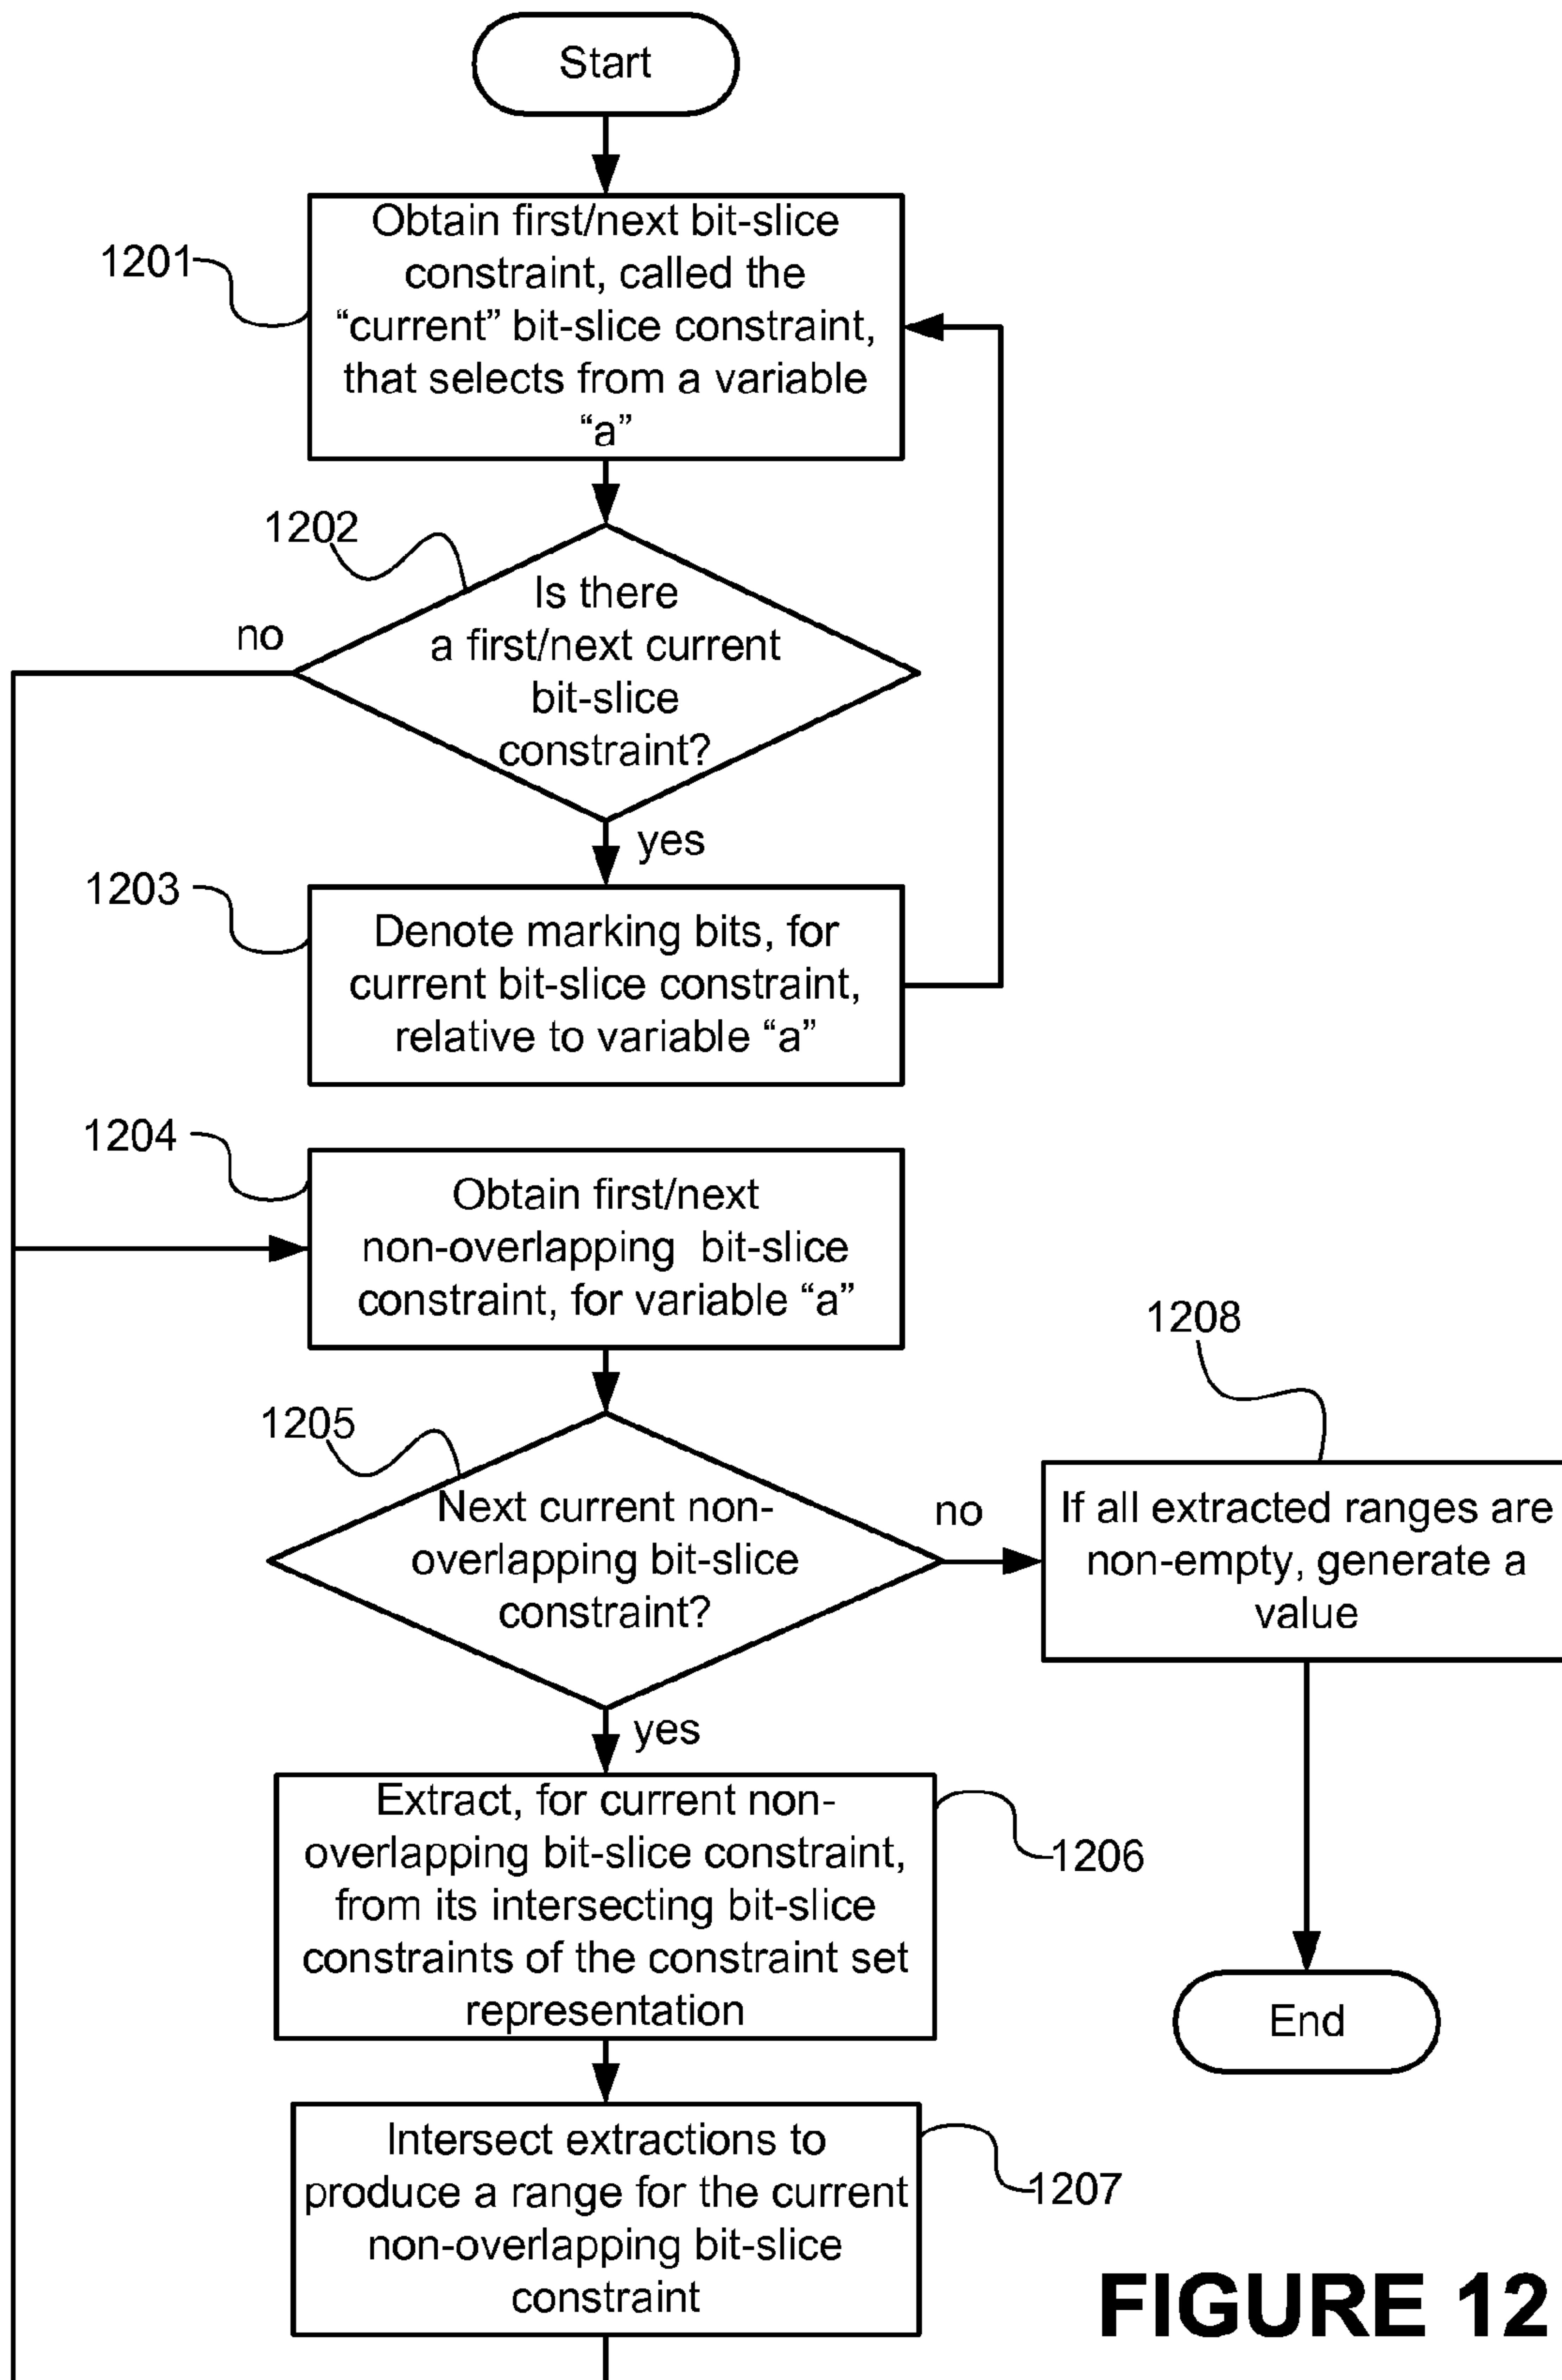 Start
1201
Obtain first/next bit-slice
constraint, called the
“current” bit-slice constraint,
that selects from a variable
“a”
1202
Is there
a first/next current
bit-slice
constraint?
no
yes
1203
Denote marking bits, for
current bit-slice constraint,
relative to variable “a”
1204
Obtain first/next
non-overlapping bit-slice
constraint, for variable “a”
1205
Next current non-
overlapping bit-slice
constraint?
no
1208
If all extracted ranges are
non-empty, generate a
value
End
yes
Extract, for current non-
overlapping bit-slice constraint,
from its intersecting bit-slice
constraints of the constraint set
representation
1206
Intersect extractions to
produce a range for the current
non-overlapping bit-slice
constraint
1207
FIGURE 12